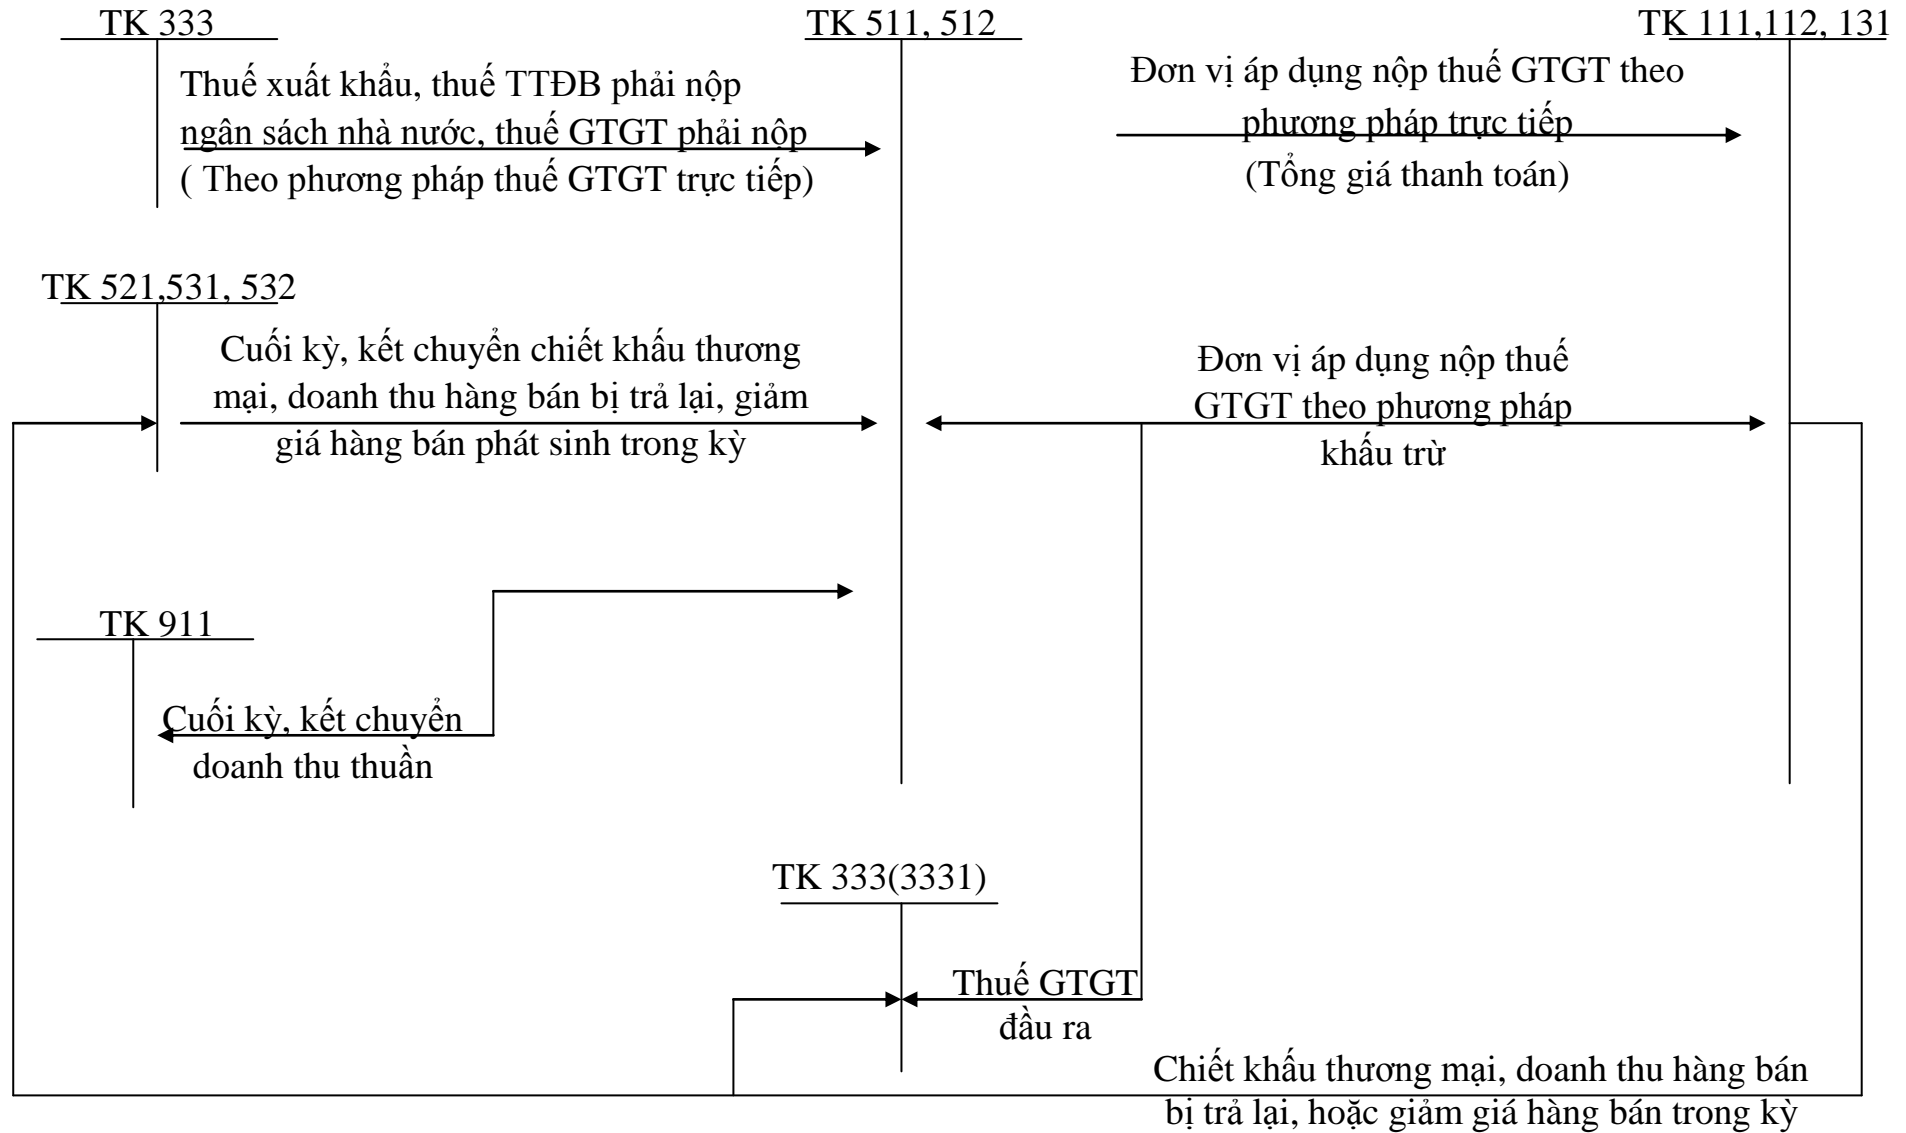 TK 333
TK 511, 512
TK 111,112, 131
Thuế xuất khẩu, thuế TTĐB phải nộp
ngân sách nhà nước, thuế GTGT phải nộp
( Theo phương pháp thuế GTGT trực tiếp)
Đơn vị áp dụng nộp thuế GTGT theo
phương pháp trực tiếp
(Tổng giá thanh toán)
TK 521,531, 532
Cuối kỳ, kết chuyển chiết khấu thương
mại, doanh thu hàng bán bị trả lại, giảm
giá hàng bán phát sinh trong kỳ
Đơn vị áp dụng nộp thuế
GTGT theo phương pháp
khấu trừ
TK 911
Cuối kỳ, kết chuyển
doanh thu thuần
TK 333(3331)
Thuế GTGT
đầu ra
Chiết khấu thương mại, doanh thu hàng bán
bị trả lại, hoặc giảm giá hàng bán trong kỳ